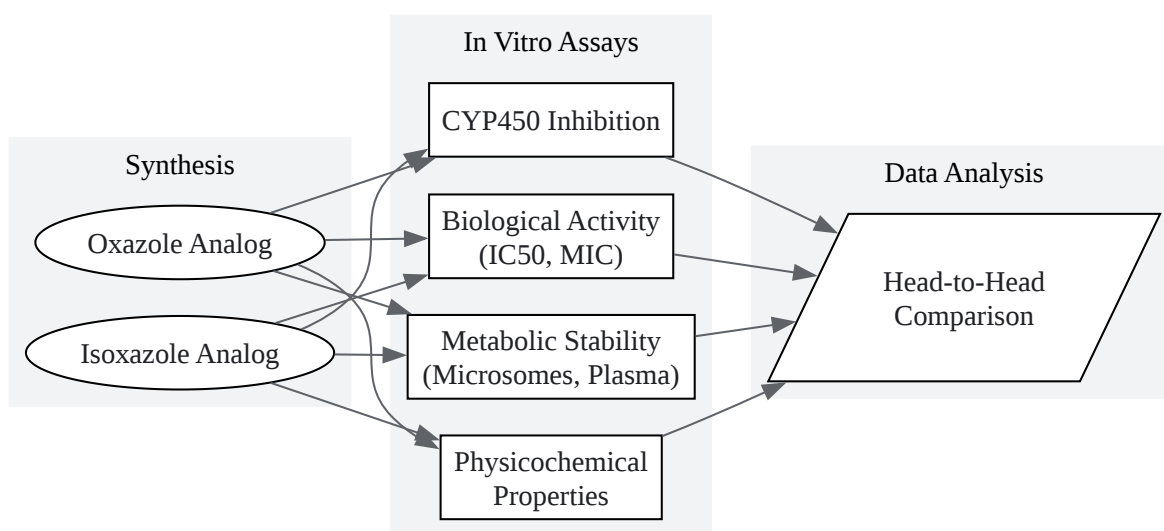 Synthesis
Oxazole Analog
Isoxazole Analog
In Vitro Assays
CYP450 Inhibition
Biological Activity
(IC50, MIC)
Metabolic Stability
(Microsomes, Plasma)
Physicochemical
Properties
Data Analysis
Head-to-Head
Comparison